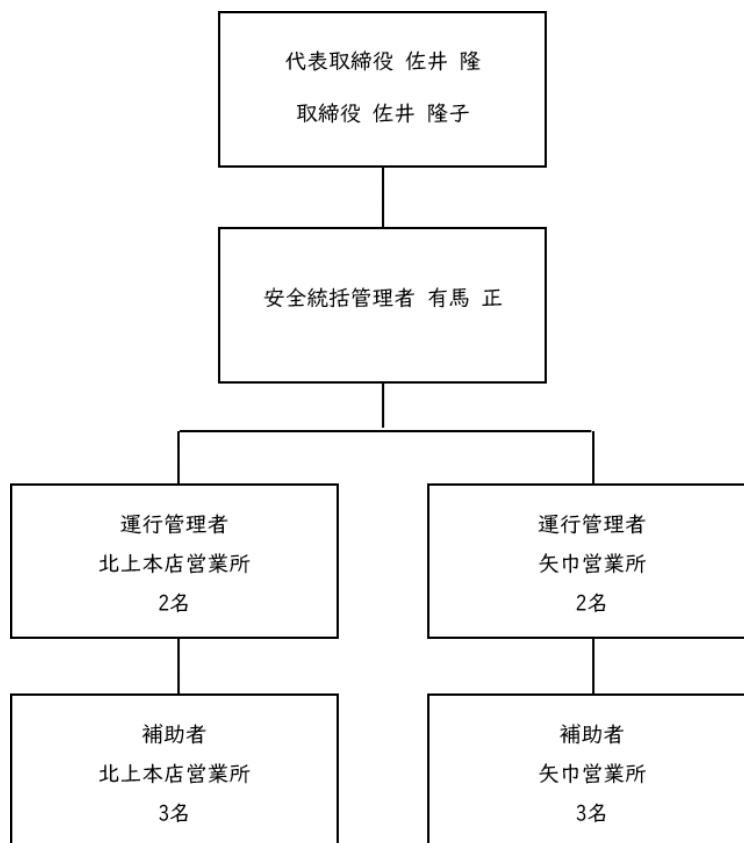 代表取締役 佐井 隆
取締役 佐井 隆子
安全統括管理者 有馬 正
運行管理者
北上本店営業所
2名
運行管理者
矢巾営業所
2名
補助者
北上本店営業所
3名
補助者
矢巾営業所
3名